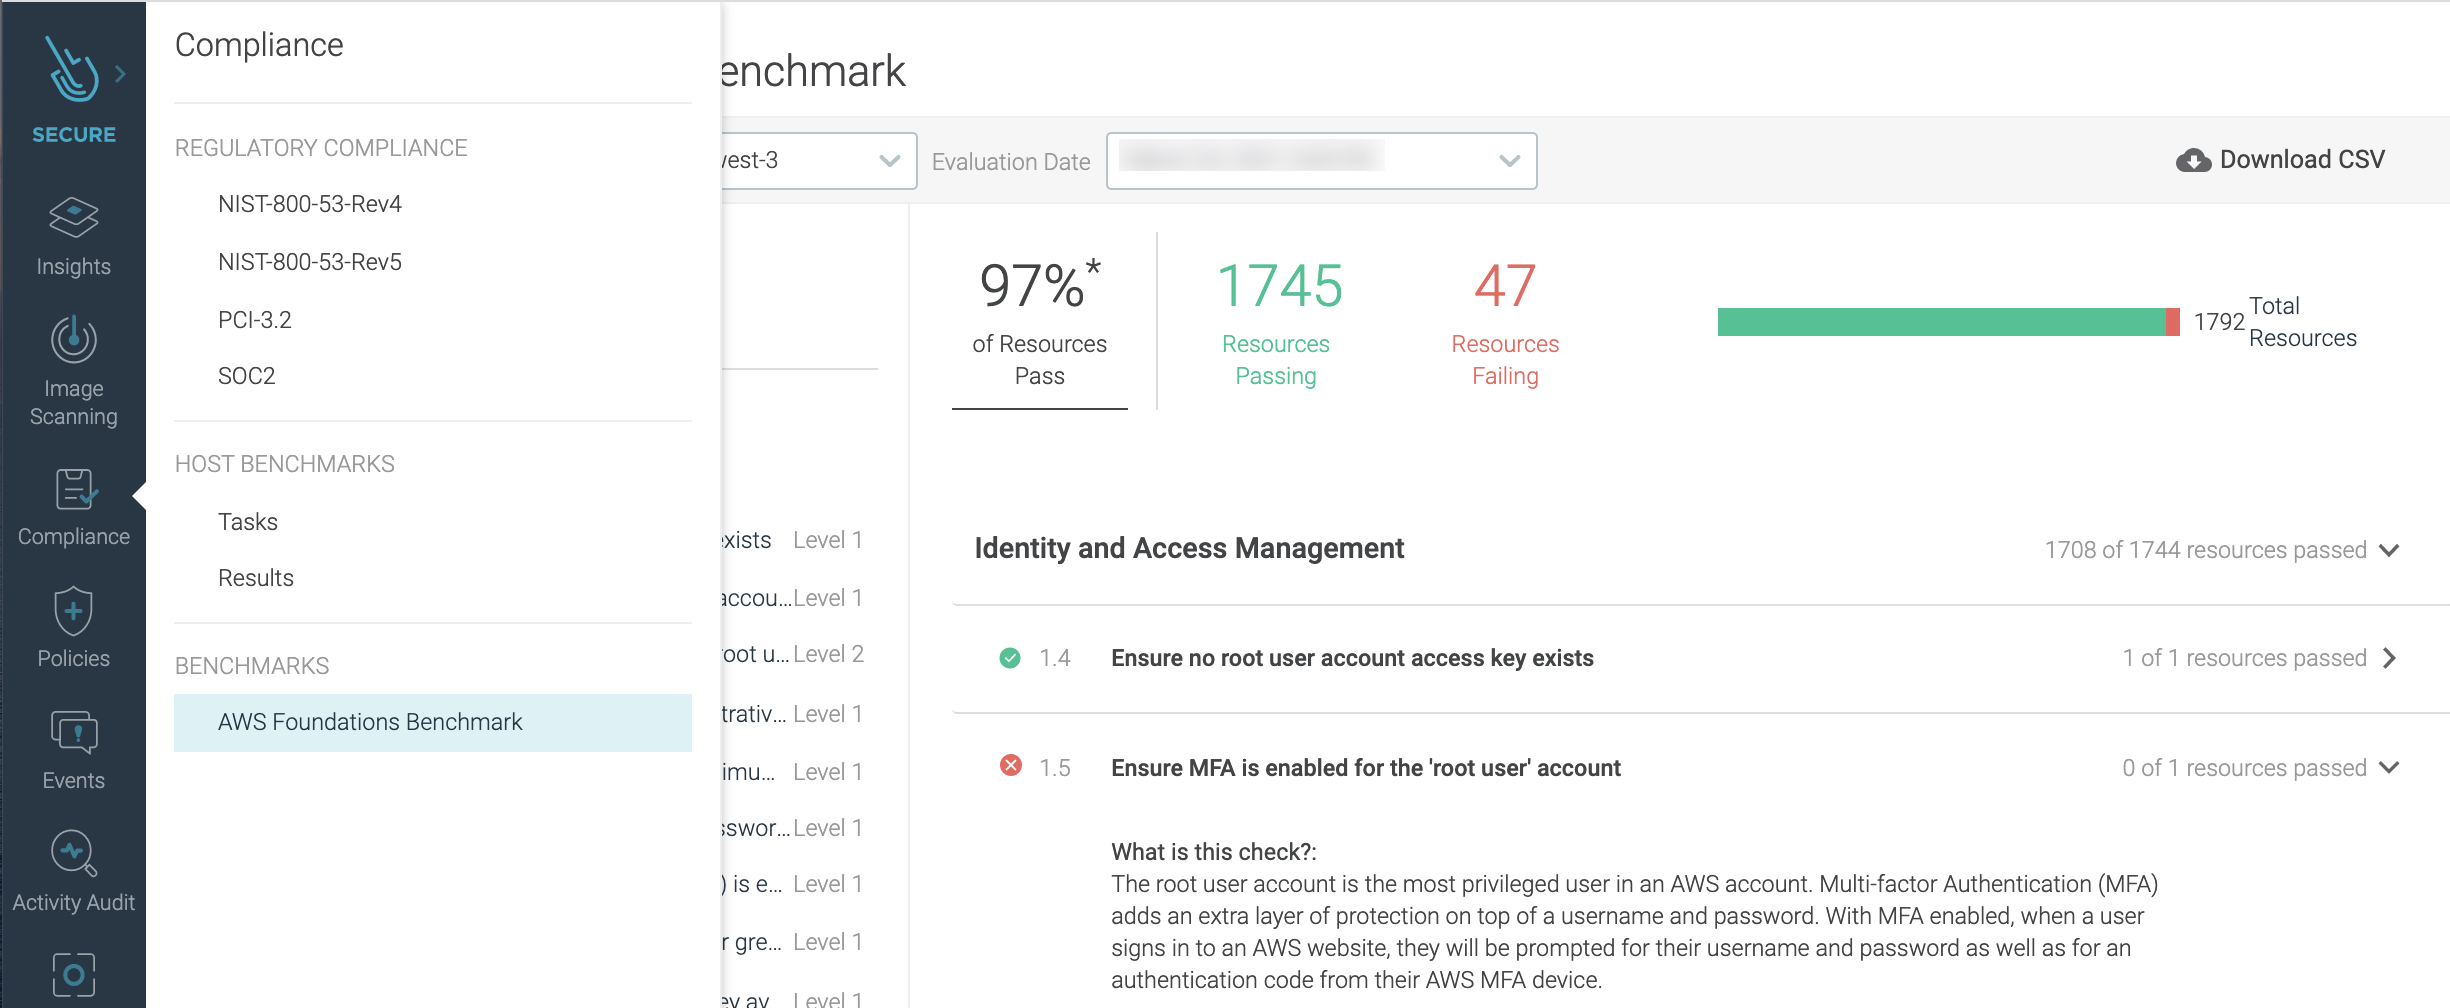 SECURE
Insights
Image
Scanning
Compliance
Policies
Events
Activity Audit
Compliance
REGULATORY COMPLIANCE
NIST-800-53-Rev4
NIST-800-53-Rev5
PCI-3.2
SOC2
HOST BENCHMARKS
Tasks
Results
BENCHMARKS
AWS Foundations Benchmark
enchmark
west-3
Evaluation Date
Download CSV
exists Level 1
accou... Level 1
root u... Level 2
trativ... Level 1
imu... Level 1
sswor... Level 1
) is e... Level 1
r gre... Level 1
ey av Level 1
97%*
of Resources
Pass
1745
Resources
Passing
47
Resources
Failing
1792 Total
Resources
Identity and Access Management 1708 of 1744 resources passed
1.4 Ensure no root user account access key exists 1 of 1 resources passed
1.5 Ensure MFA is enabled for the 'root user' account 0 of 1 resources passed
What is this check?:
The root user account is the most privileged user in an AWS account. Multi-factor Authentication (MFA)
adds an extra layer of protection on top of a username and password. With MFA enabled, when a user
signs in to an AWS website, they will be prompted for their username and password as well as for an
authentication code from their AWS MFA device.